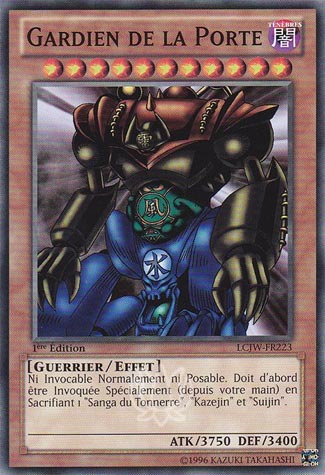 GARDIEN DE LA PORTE
TÉNÈBRES
闇
風
水
1ère Édition
LCJW-FR223
[GUERRIER/EFFET]
Ni Invocable Normalement ni Posable. Doit d'abord
être Invoquée Spécialement (depuis votre main) en
Sacrifiant 1 "Sanga du Tonnerre", "Kazejin" et "Suijin".
ATK/3750 DEF/3400
©1996 KAZUKI TAKAHASHI